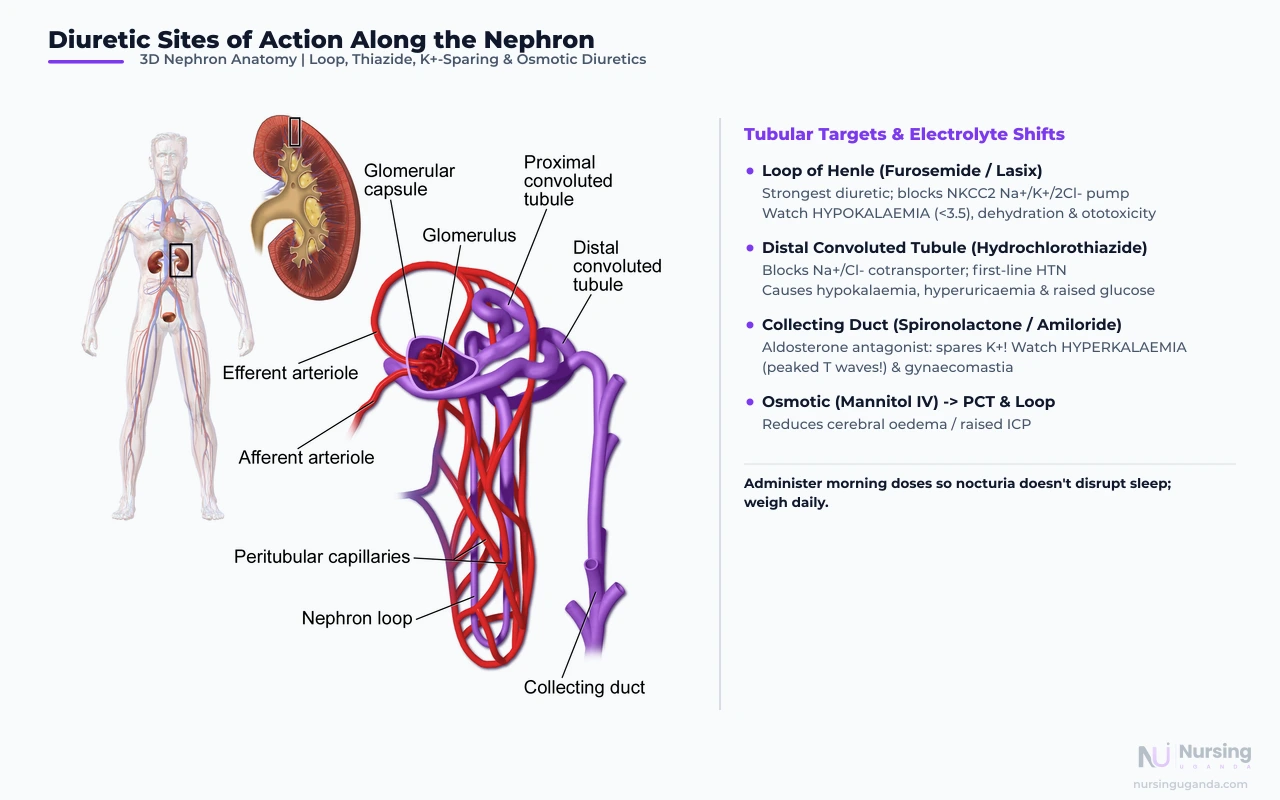 Diuretic Sites of Action Along the Nephron
3D Nephron Anatomy | Loop, Thiazide, K+-Sparing & Osmotic Diuretics
Glomerular
capsule
Proximal
convoluted
tubule
Glomerulus
Distal
convoluted
tubule
Efferent arteriole
Afferent arteriole
Peritubular capillaries
Nephron loop
Collecting duct
Tubular Targets & Electrolyte Shifts
Loop of Henle (Furosemide / Lasix)
Strongest diuretic; blocks NKCC2 Na+/K+/2Cl- pump
Watch HYPOKALAEMIA (<3.5), dehydration & ototoxicity
Distal Convoluted Tubule (Hydrochlorothiazide)
Blocks Na+/Cl- cotransporter; first-line HTN
Causes hypokalaemia, hyperuricaemia & raised glucose
Collecting Duct (Spironolactone / Amiloride)
Aldosterone antagonist: spares K+! Watch HYPERKALAEMIA
(peaked T waves!) & gynaecomastia
Osmotic (Mannitol IV) -> PCT & Loop
Reduces cerebral oedema / raised ICP
Administer morning doses so nocturia doesn't disrupt sleep;
weigh daily.
NU Nursing
UGANDA
nursinguganda.com